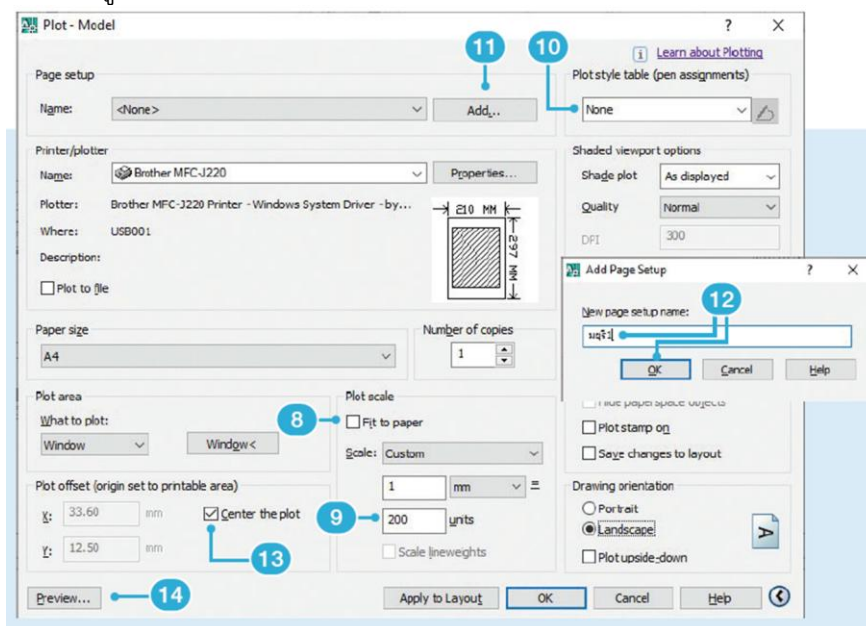 Plot - Model
? X
11
10
Learn about Plotting
Page setup
Name:
<None>
Add...
Plot style table (pen assignments)
None
Printer/plotter
Name:
Brother MFC-J220
Properties...
Plotter:
Brother MFC-J220 Printer - Windows System Driver - by...
Where:
USB001
Description:
Plot to file
210 MM
297 MM
Shaded viewport options
Shade plot
As displayed
Quality
Normal
DPI
300
Add Page Setup
? X
12
New page setup name:
OK
Cancel
Help
Paper size
A4
Number of copies
1
Plot area
What to plot:
Window
Window<
8
Plot scale
Fit to paper
Scale:
Custom
1
mm
=
9
200
units
Scale lineweights
Hide paperspace objects
Plot stamp on
Save changes to layout
Plot offset (origin set to printable area)
X:
33.60
mm
Center the plot
Y:
12.50
mm
13
Drawing orientation
Portrait
Landscape
Plot upside-down
A
Preview...
14
Apply to Layout
OK
Cancel
Help